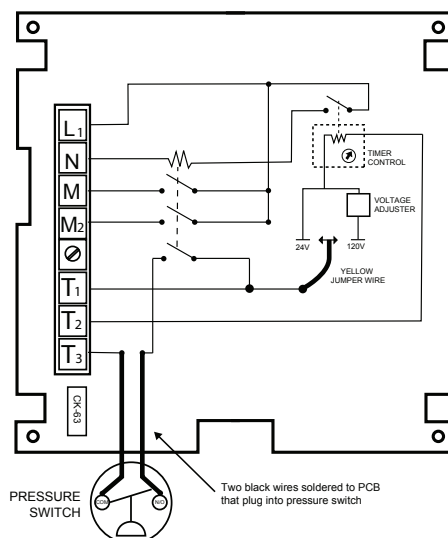 L1
N
M
M2
T1
T2
T3
CK-63
TIMER
CONTROL
VOLTAGE
ADJUSTER
24V
120V
YELLOW
JUMPER WIRE
PRESSURE
SWITCH
COM
N/O
Two black wires soldered to PCB
that plug into pressure switch